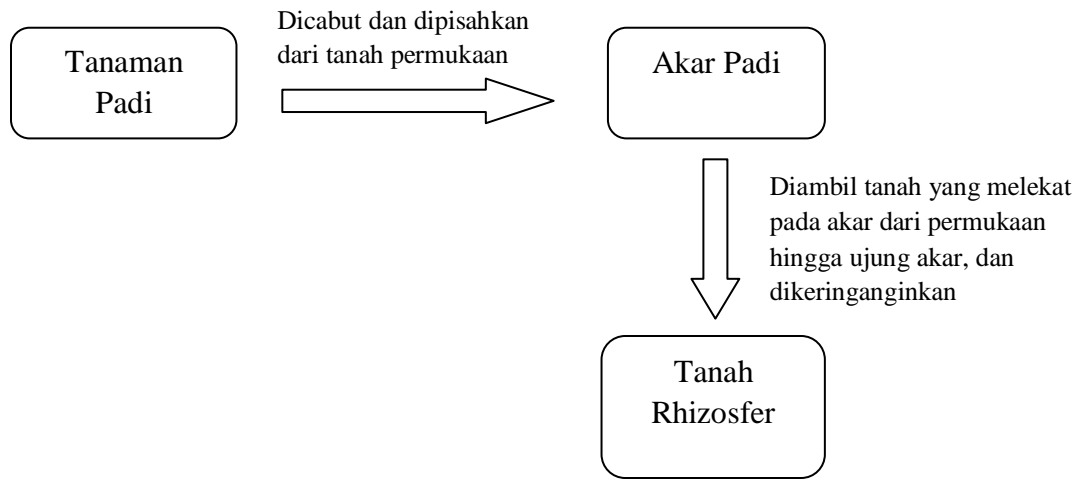 Tanaman
Padi
Dicabut dan dipisahkan
dari tanah permukaan
Akar Padi
Diambil tanah yang melekat
pada akar dari permukaan
hingga ujung akar, dan
dikeringanginkan
Tanah
Rhizosfer